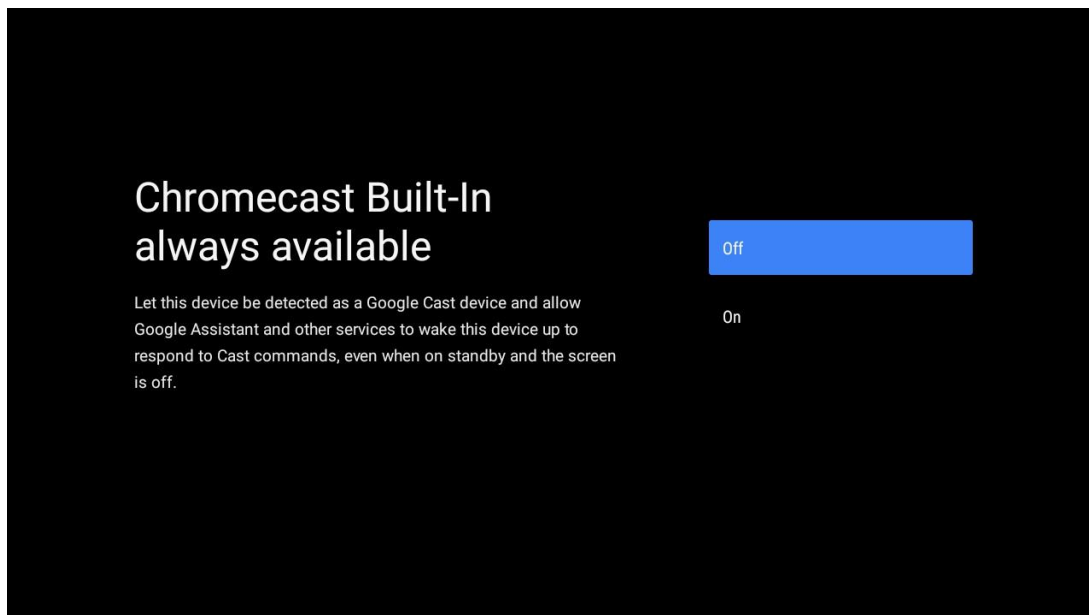 Chromecast Built-In
always available
Let this device be detected as a Google Cast device and allow
Google Assistant and other services to wake this device up to
respond to Cast commands, even when on standby and the screen
is off.
Off
On